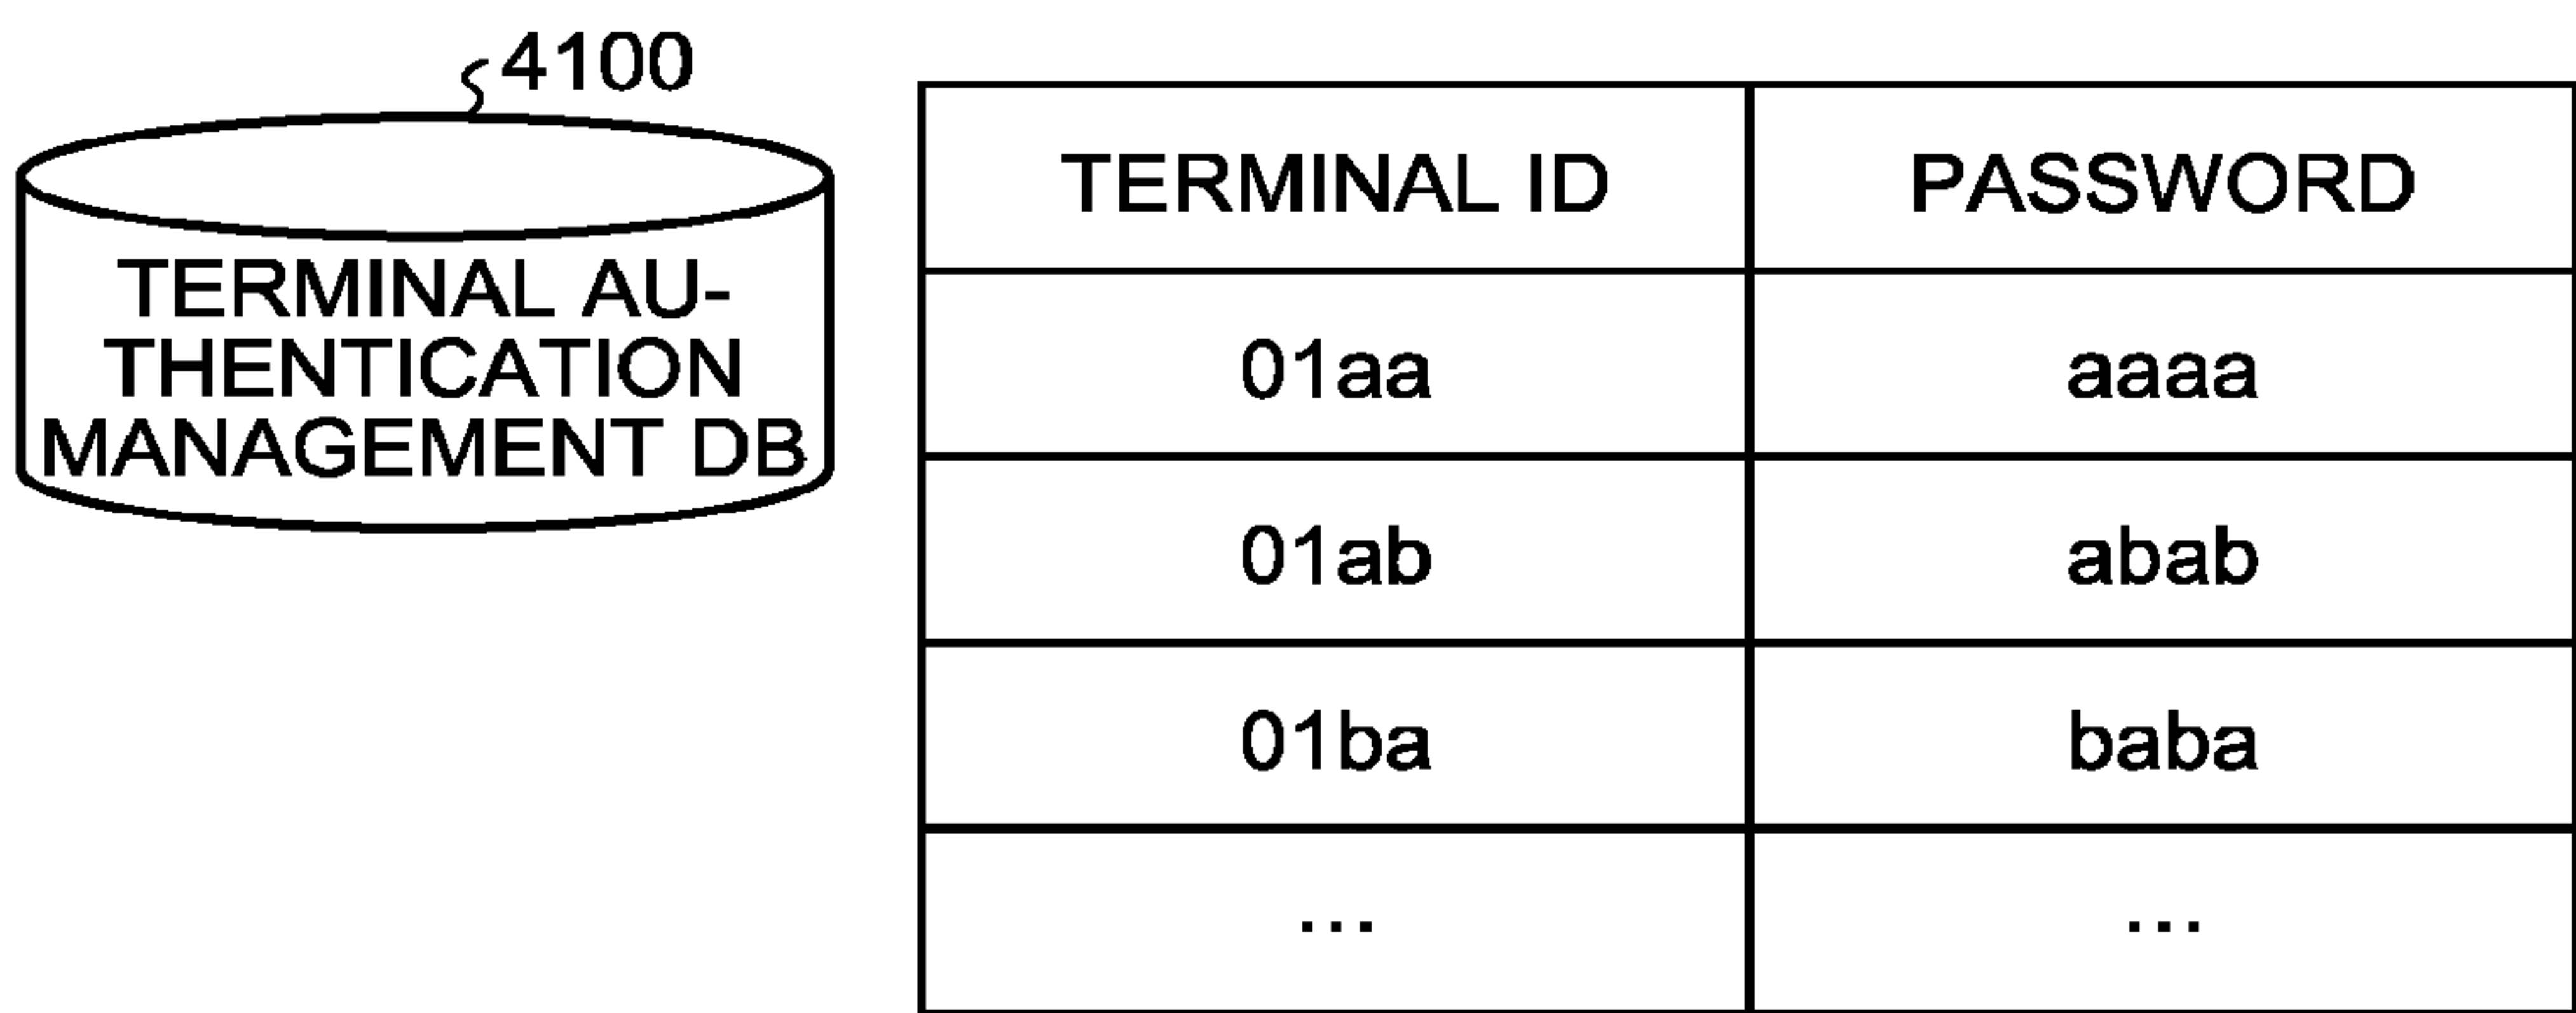 4100
TERMINAL AU-
THENTICATION
MANAGEMENT DB
TERMINAL ID PASSWORD
01aa aaaa
01ab abab
01ba baba
... ...